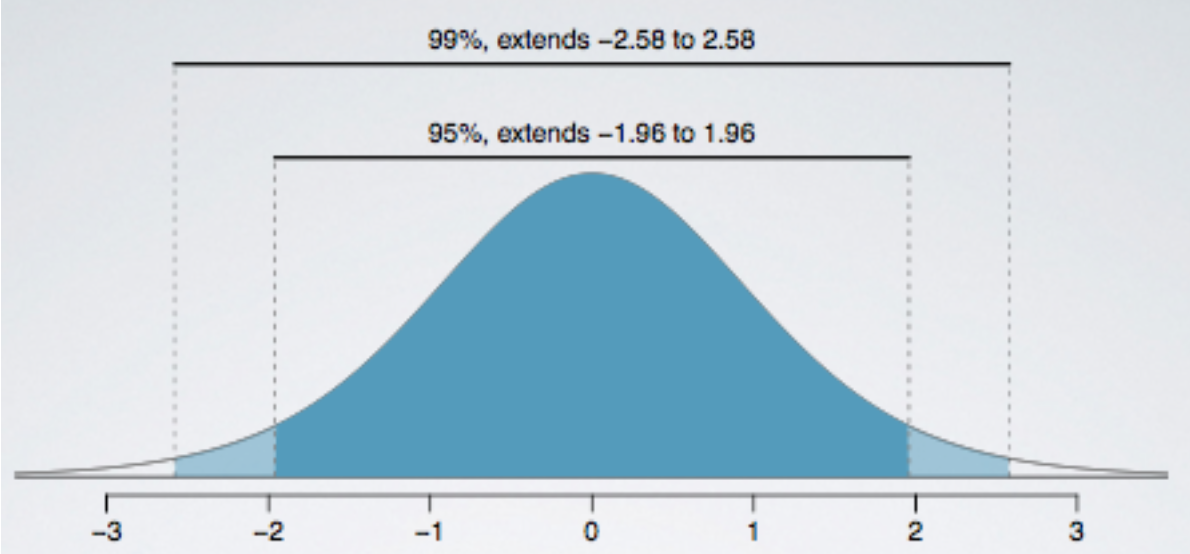 99%, extends −2.58 to 2.58
95%, extends −1.96 to 1.96
−3 −2 −1 0 1 2 3